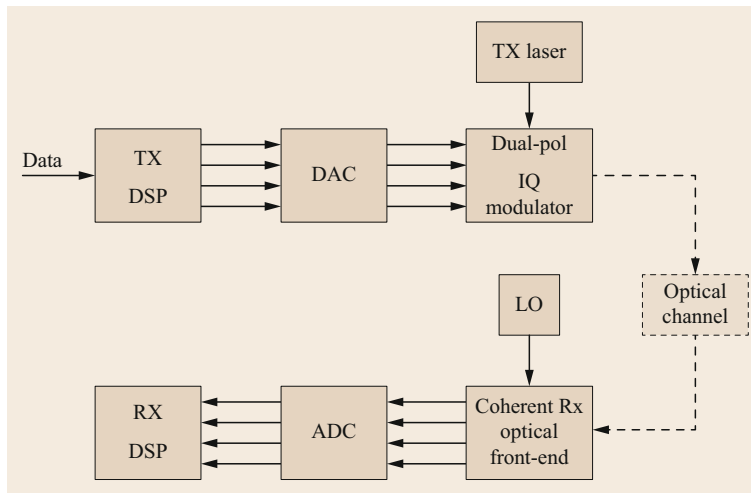 TX laser
Data
TX
DSP
DAC
Dual-pol
IQ
modulator
Optical
channel
LO
RX
DSP
ADC
Coherent Rx
optical
front-end